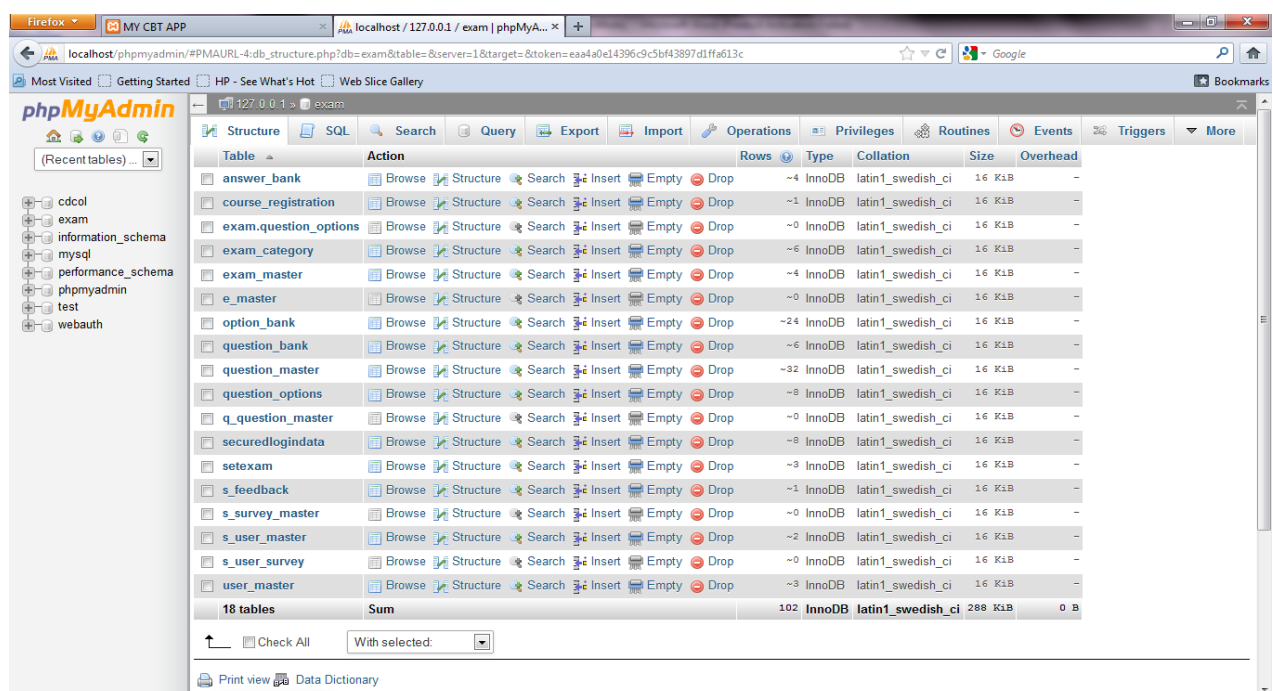 Firefox
MY CBT APP
localhost / 127.0.0.1 / exam | phpMyA...
localhost/phpmyadmin/#PMAURL-4:db_structure.php?db=exam&table=&server=1&target=&token=eaa4a0e14396c9c5bf43897d1ffa613c
Google
Most Visited Getting Started HP - See What's Hot Web Slice Gallery Bookmarks
phpMyAdmin
(Recent tables) ...
cdcol
exam
information_schema
mysql
performance_schema
phpmyadmin
test
webauth
127.0.0.1 » exam
Structure SQL Search Query Export Import Operations Privileges Routines Events Triggers More
Table Action Rows Type Collation Size Overhead
answer_bank Browse Structure Search Insert Empty Drop ~4 InnoDB latin1_swedish_ci 16 KiB -
course_registration Browse Structure Search Insert Empty Drop ~1 InnoDB latin1_swedish_ci 16 KiB -
exam.question_options Browse Structure Search Insert Empty Drop ~0 InnoDB latin1_swedish_ci 16 KiB -
exam_category Browse Structure Search Insert Empty Drop ~6 InnoDB latin1_swedish_ci 16 KiB -
exam_master Browse Structure Search Insert Empty Drop ~4 InnoDB latin1_swedish_ci 16 KiB -
e_master Browse Structure Search Insert Empty Drop ~0 InnoDB latin1_swedish_ci 16 KiB -
option_bank Browse Structure Search Insert Empty Drop ~24 InnoDB latin1_swedish_ci 16 KiB -
question_bank Browse Structure Search Insert Empty Drop ~6 InnoDB latin1_swedish_ci 16 KiB -
question_master Browse Structure Search Insert Empty Drop ~32 InnoDB latin1_swedish_ci 16 KiB -
question_options Browse Structure Search Insert Empty Drop ~8 InnoDB latin1_swedish_ci 16 KiB -
q_question_master Browse Structure Search Insert Empty Drop ~0 InnoDB latin1_swedish_ci 16 KiB -
securedlogindata Browse Structure Search Insert Empty Drop ~8 InnoDB latin1_swedish_ci 16 KiB -
setexam Browse Structure Search Insert Empty Drop ~3 InnoDB latin1_swedish_ci 16 KiB -
s_feedback Browse Structure Search Insert Empty Drop ~1 InnoDB latin1_swedish_ci 16 KiB -
s_survey_master Browse Structure Search Insert Empty Drop ~0 InnoDB latin1_swedish_ci 16 KiB -
s_user_master Browse Structure Search Insert Empty Drop ~2 InnoDB latin1_swedish_ci 16 KiB -
s_user_survey Browse Structure Search Insert Empty Drop ~0 InnoDB latin1_swedish_ci 16 KiB -
user_master Browse Structure Search Insert Empty Drop ~3 InnoDB latin1_swedish_ci 16 KiB -
18 tables Sum 102 InnoDB latin1_swedish_ci 288 KiB 0 B
Check All With selected:
Print view Data Dictionary